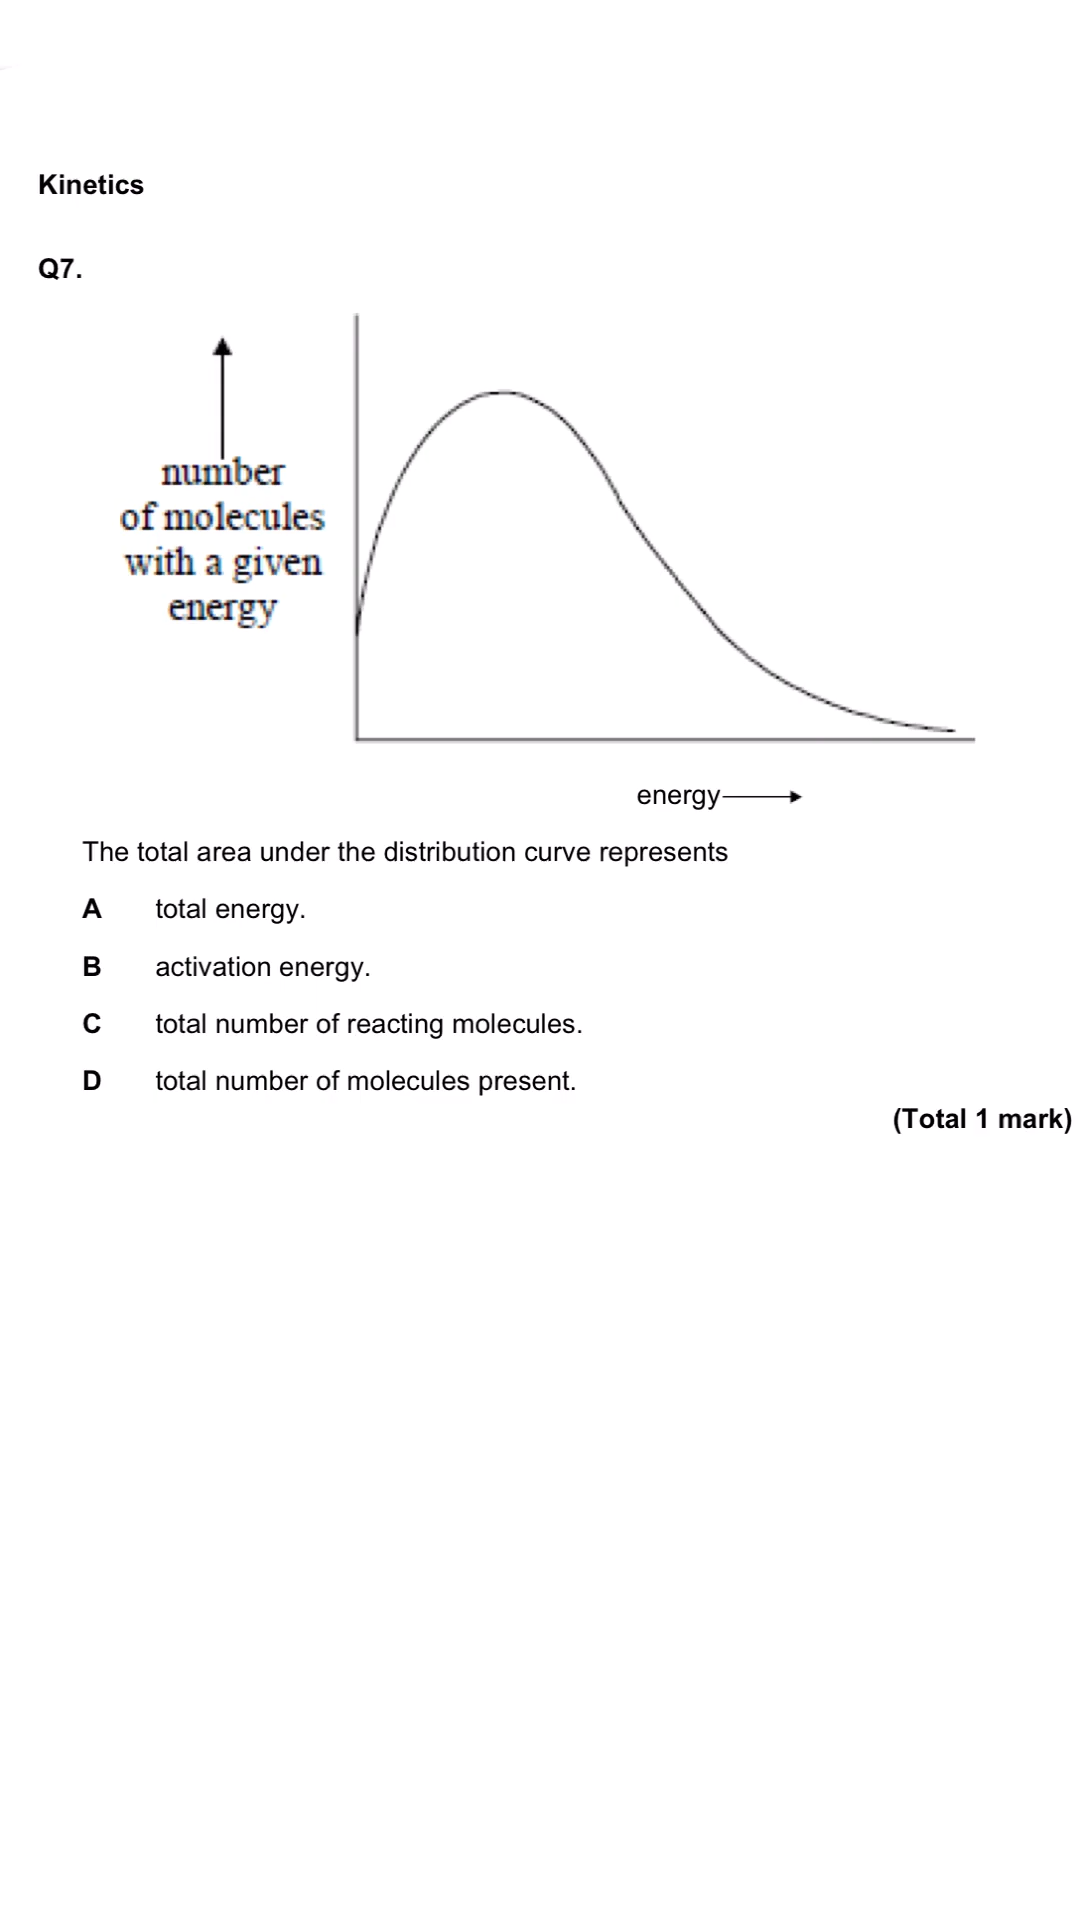 Kinetics
Q7.
number
of molecules
with a given
energy
energy
The total area under the distribution curve represents
A total energy.
B activation energy.
C total number of reacting molecules.
D total number of molecules present.
(Total 1 mark)